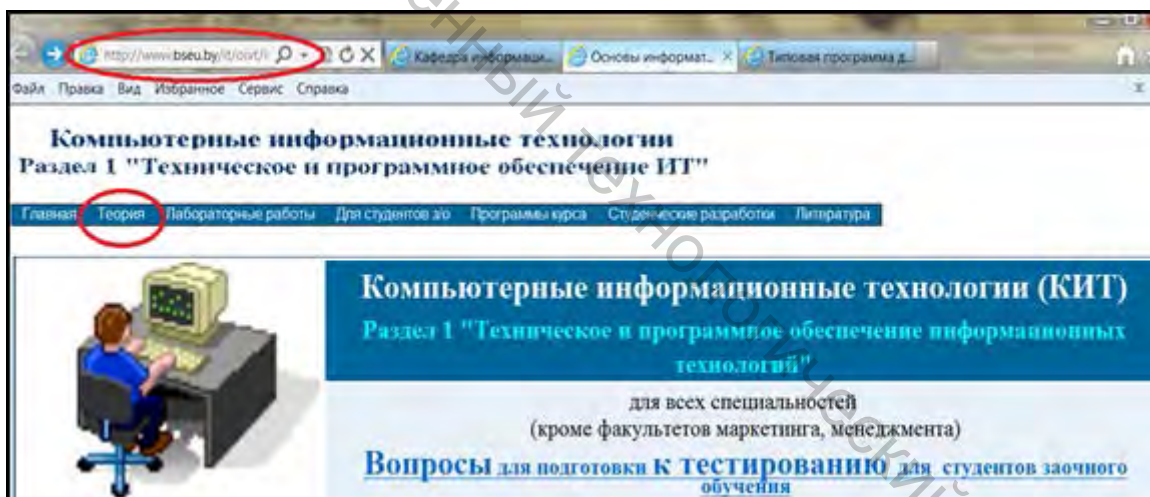 http://www.bseu.by/it/oivt/
Кафедра информаци...
Основы информат...
Типовая программа д...
Файл Правка Вид Избранное Сервис Справка
Компьютерные информационные технологии
Раздел 1 "Техническое и программное обеспечение ИТ"
Главная Теория Лабораторные работы Для студентов з/о Программы курса Студенческие разработки Литература
Компьютерные информационные технологии (КИТ)
Раздел 1 "Техническое и программное обеспечение информационных
технологий"
для всех специальностей
(кроме факультетов маркетинга, менеджмента)
Вопросы для подготовки к тестированию для студентов заочного
обучения
ННЫЙ ТЕХНОЛОГИЧЕСКИЙ